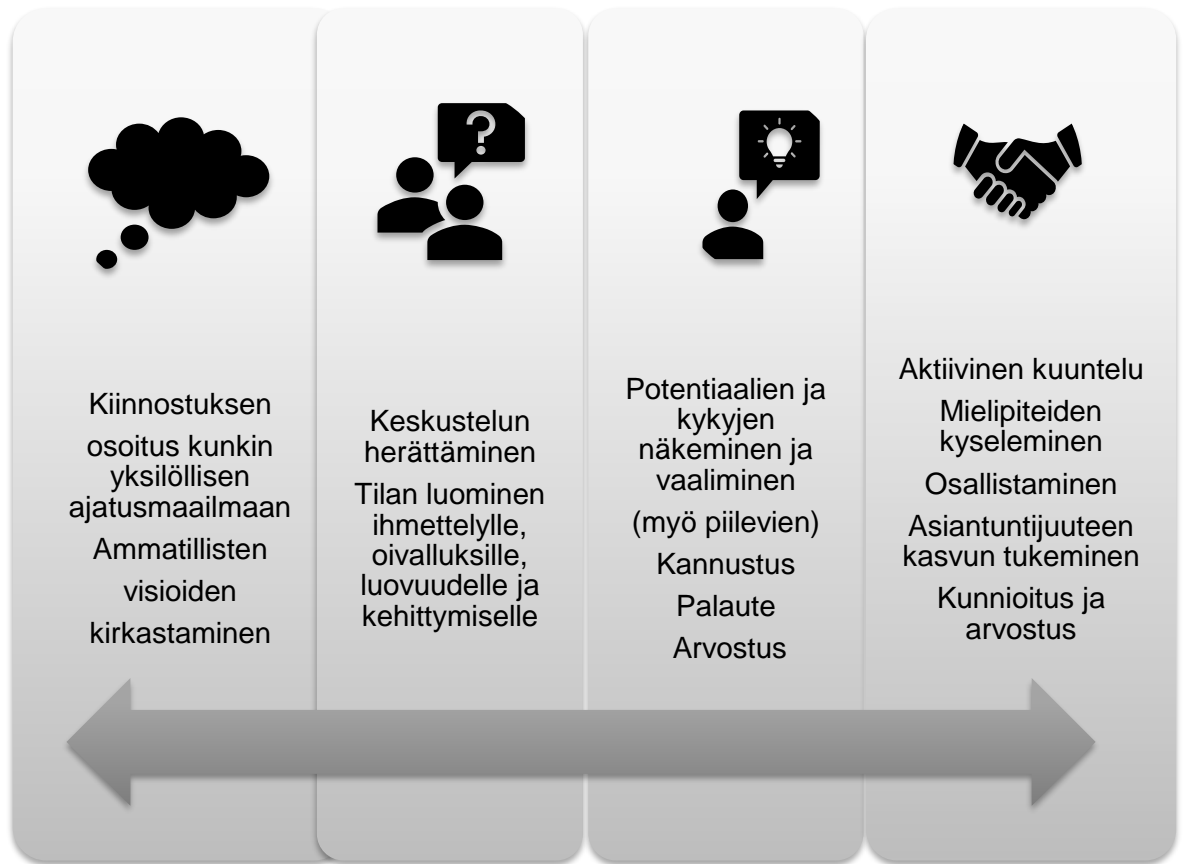 Kiinnostuksen
osoitus kunkin
yksilöllisen
ajatusmaailmaan
Ammatillisten
visioiden
kirkastaminen
?
Keskustelun
herättäminen
Tilan luominen
ihmettelylle,
oivalluksille,
luovuudelle ja
kehittymiselle
Potentiaalien ja
kykyjen
näkeminen ja
vaaliminen
(myö piilevien)
Kannustus
Palaute
Arvostus
Aktiivinen kuuntelu
Mielipiteiden
kyseleminen
Osallistaminen
Asiantuntijuuteen
kasvun tukeminen
Kunnioitus ja
arvostus